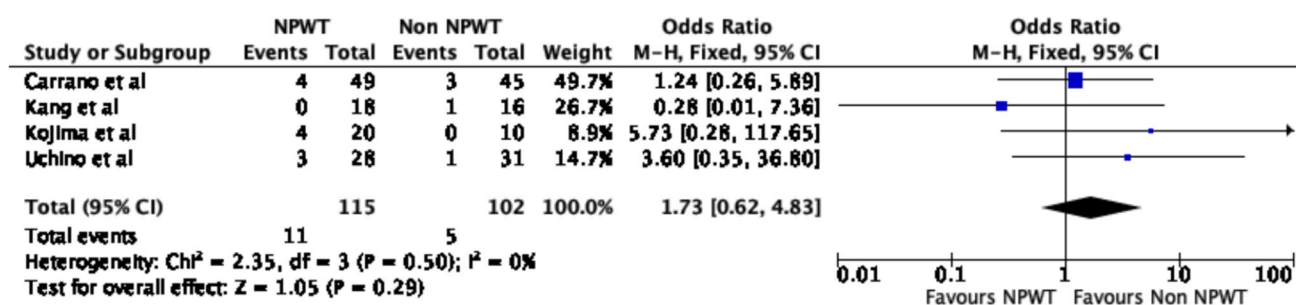 NPWT Non NPWT Odds Ratio Odds Ratio
Study or Subgroup Events Total Events Total Weight M-H, Fixed, 95% CI M-H, Fixed, 95% CI
Carrano et al 4 49 3 45 49.7% 1.24 [0.26, 5.89]
Kang et al 0 18 1 16 26.7% 0.28 [0.01, 7.36]
Kojima et al 4 20 0 10 8.9% 5.73 [0.28, 117.65]
Uchino et al 3 28 1 31 14.7% 3.60 [0.35, 36.80]
Total (95% CI) 115 102 100.0% 1.73 [0.62, 4.83]
Total events 11 5
Heterogeneity: Chi² = 2.35, df = 3 (P = 0.50); I² = 0%
Test for overall effect: Z = 1.05 (P = 0.29)
0.01 0.1 1 10 100
Favours NPWT Favours Non NPWT